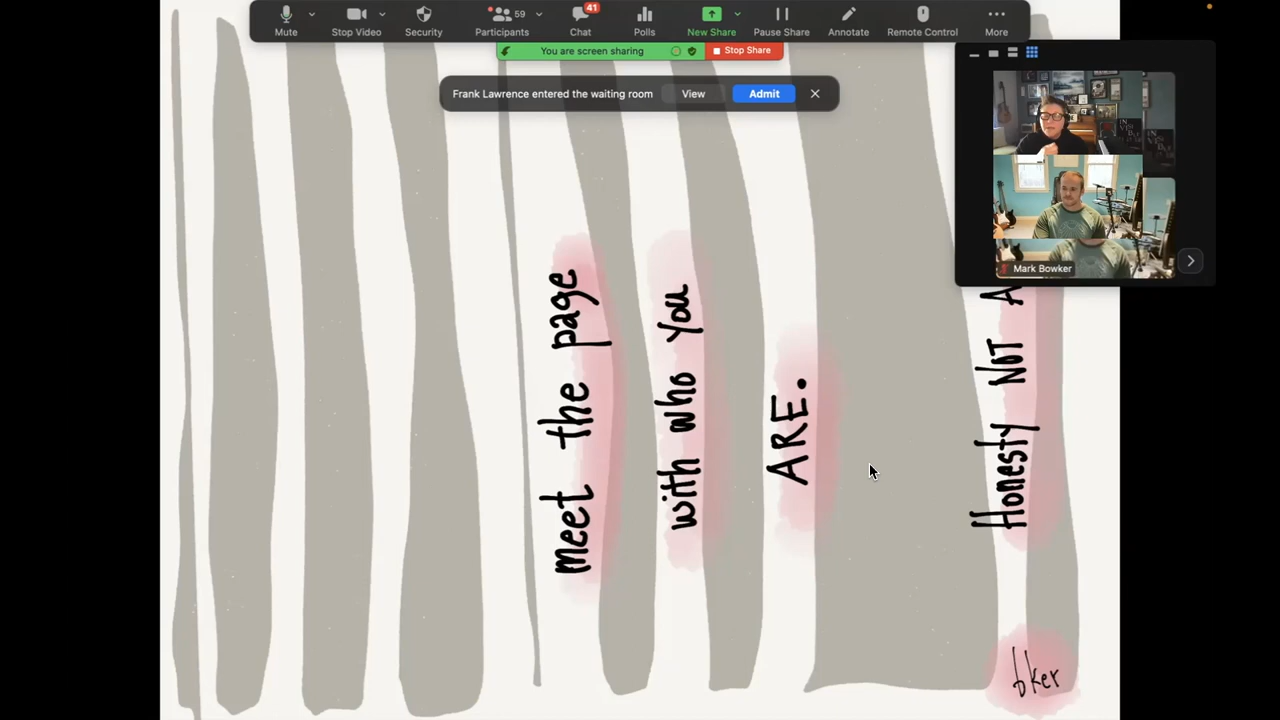 Mute
Stop Video
Security
Participants
59
Chat
41
Polls
New Share
Pause Share
Annotate
Remote Control
More
You are screen sharing
Stop Share
Frank Lawrence entered the waiting room
View
Admit
Mark Bowker
meet the page
with who you
ARE.
Honesty NOT A
bker